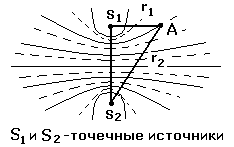 S₁ r₁ A
r₂
S₂
S₁ и S₂ - точечные источники